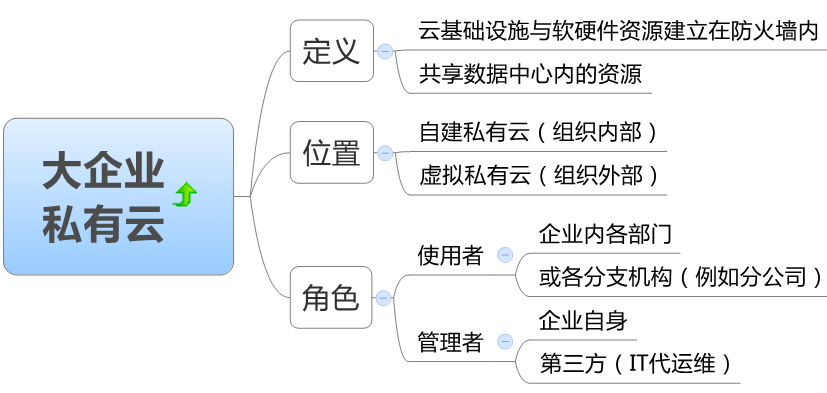 大企业
私有云
定义
云基础设施与软硬件资源建立在防火墙内
共享数据中心内的资源
位置
自建私有云（组织内部）
虚拟私有云（组织外部）
角色
使用者
企业内各部门
或各分支机构（例如分公司）
管理者
企业自身
第三方（IT代运维）